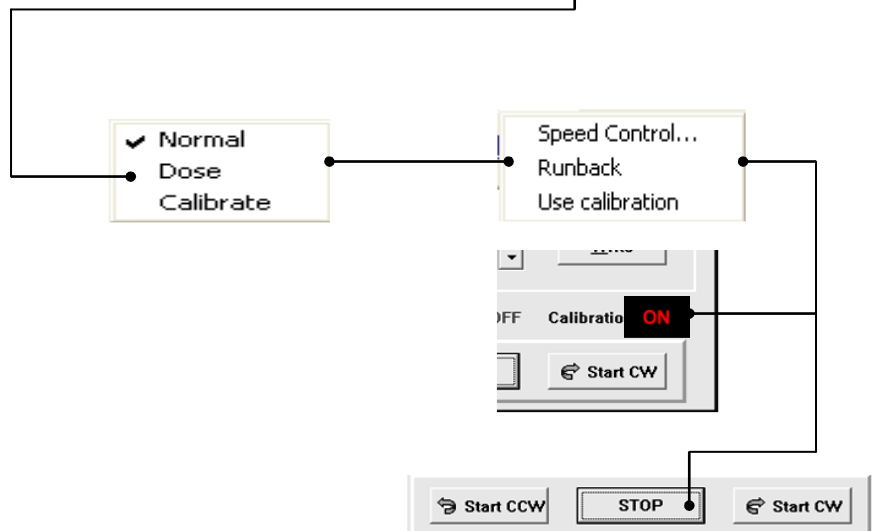 Normal
Dose
Calibrate
Speed Control...
Runback
Use calibration
OFF Calibratio ON
Start CW
Start CCW STOP Start CW